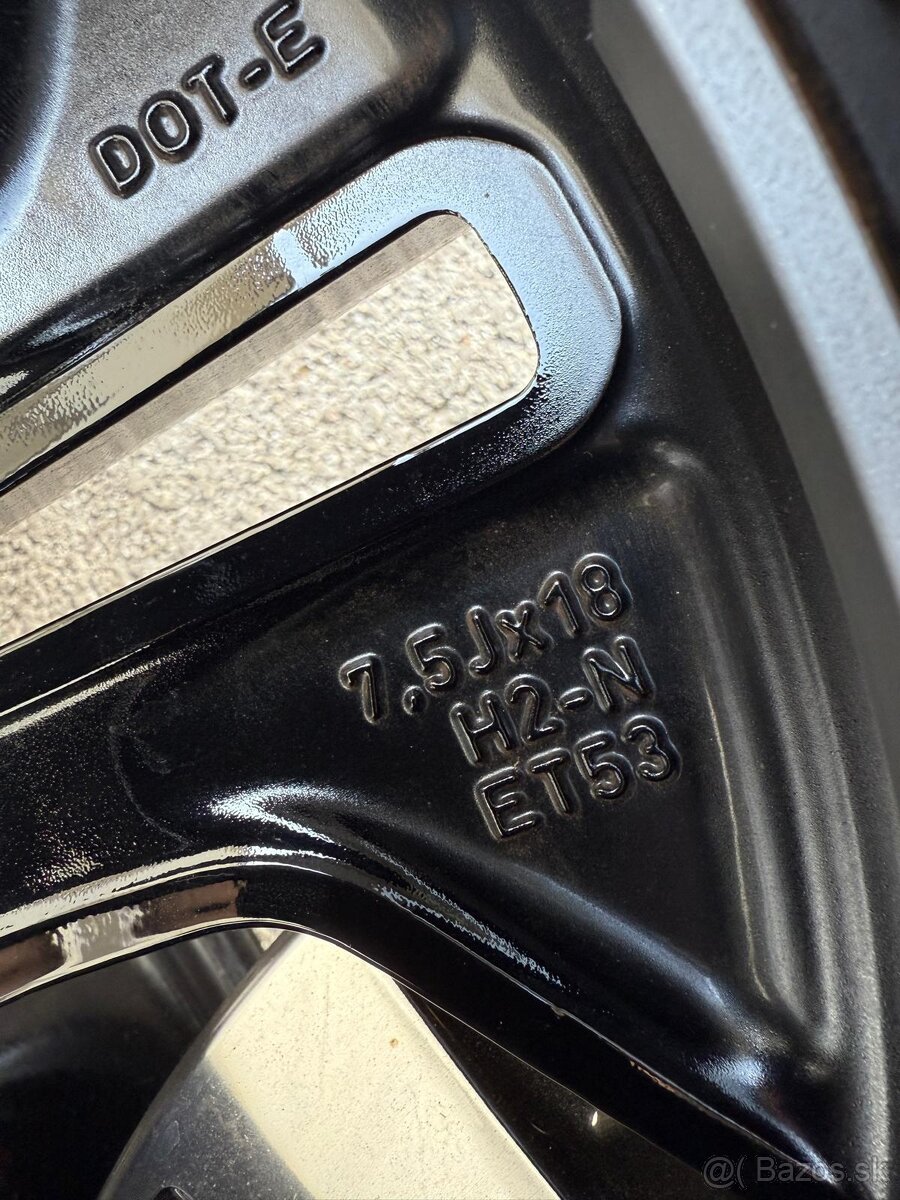 DOT-E
7,5Jx18
H2-N
ET53
@( Bazos.sk